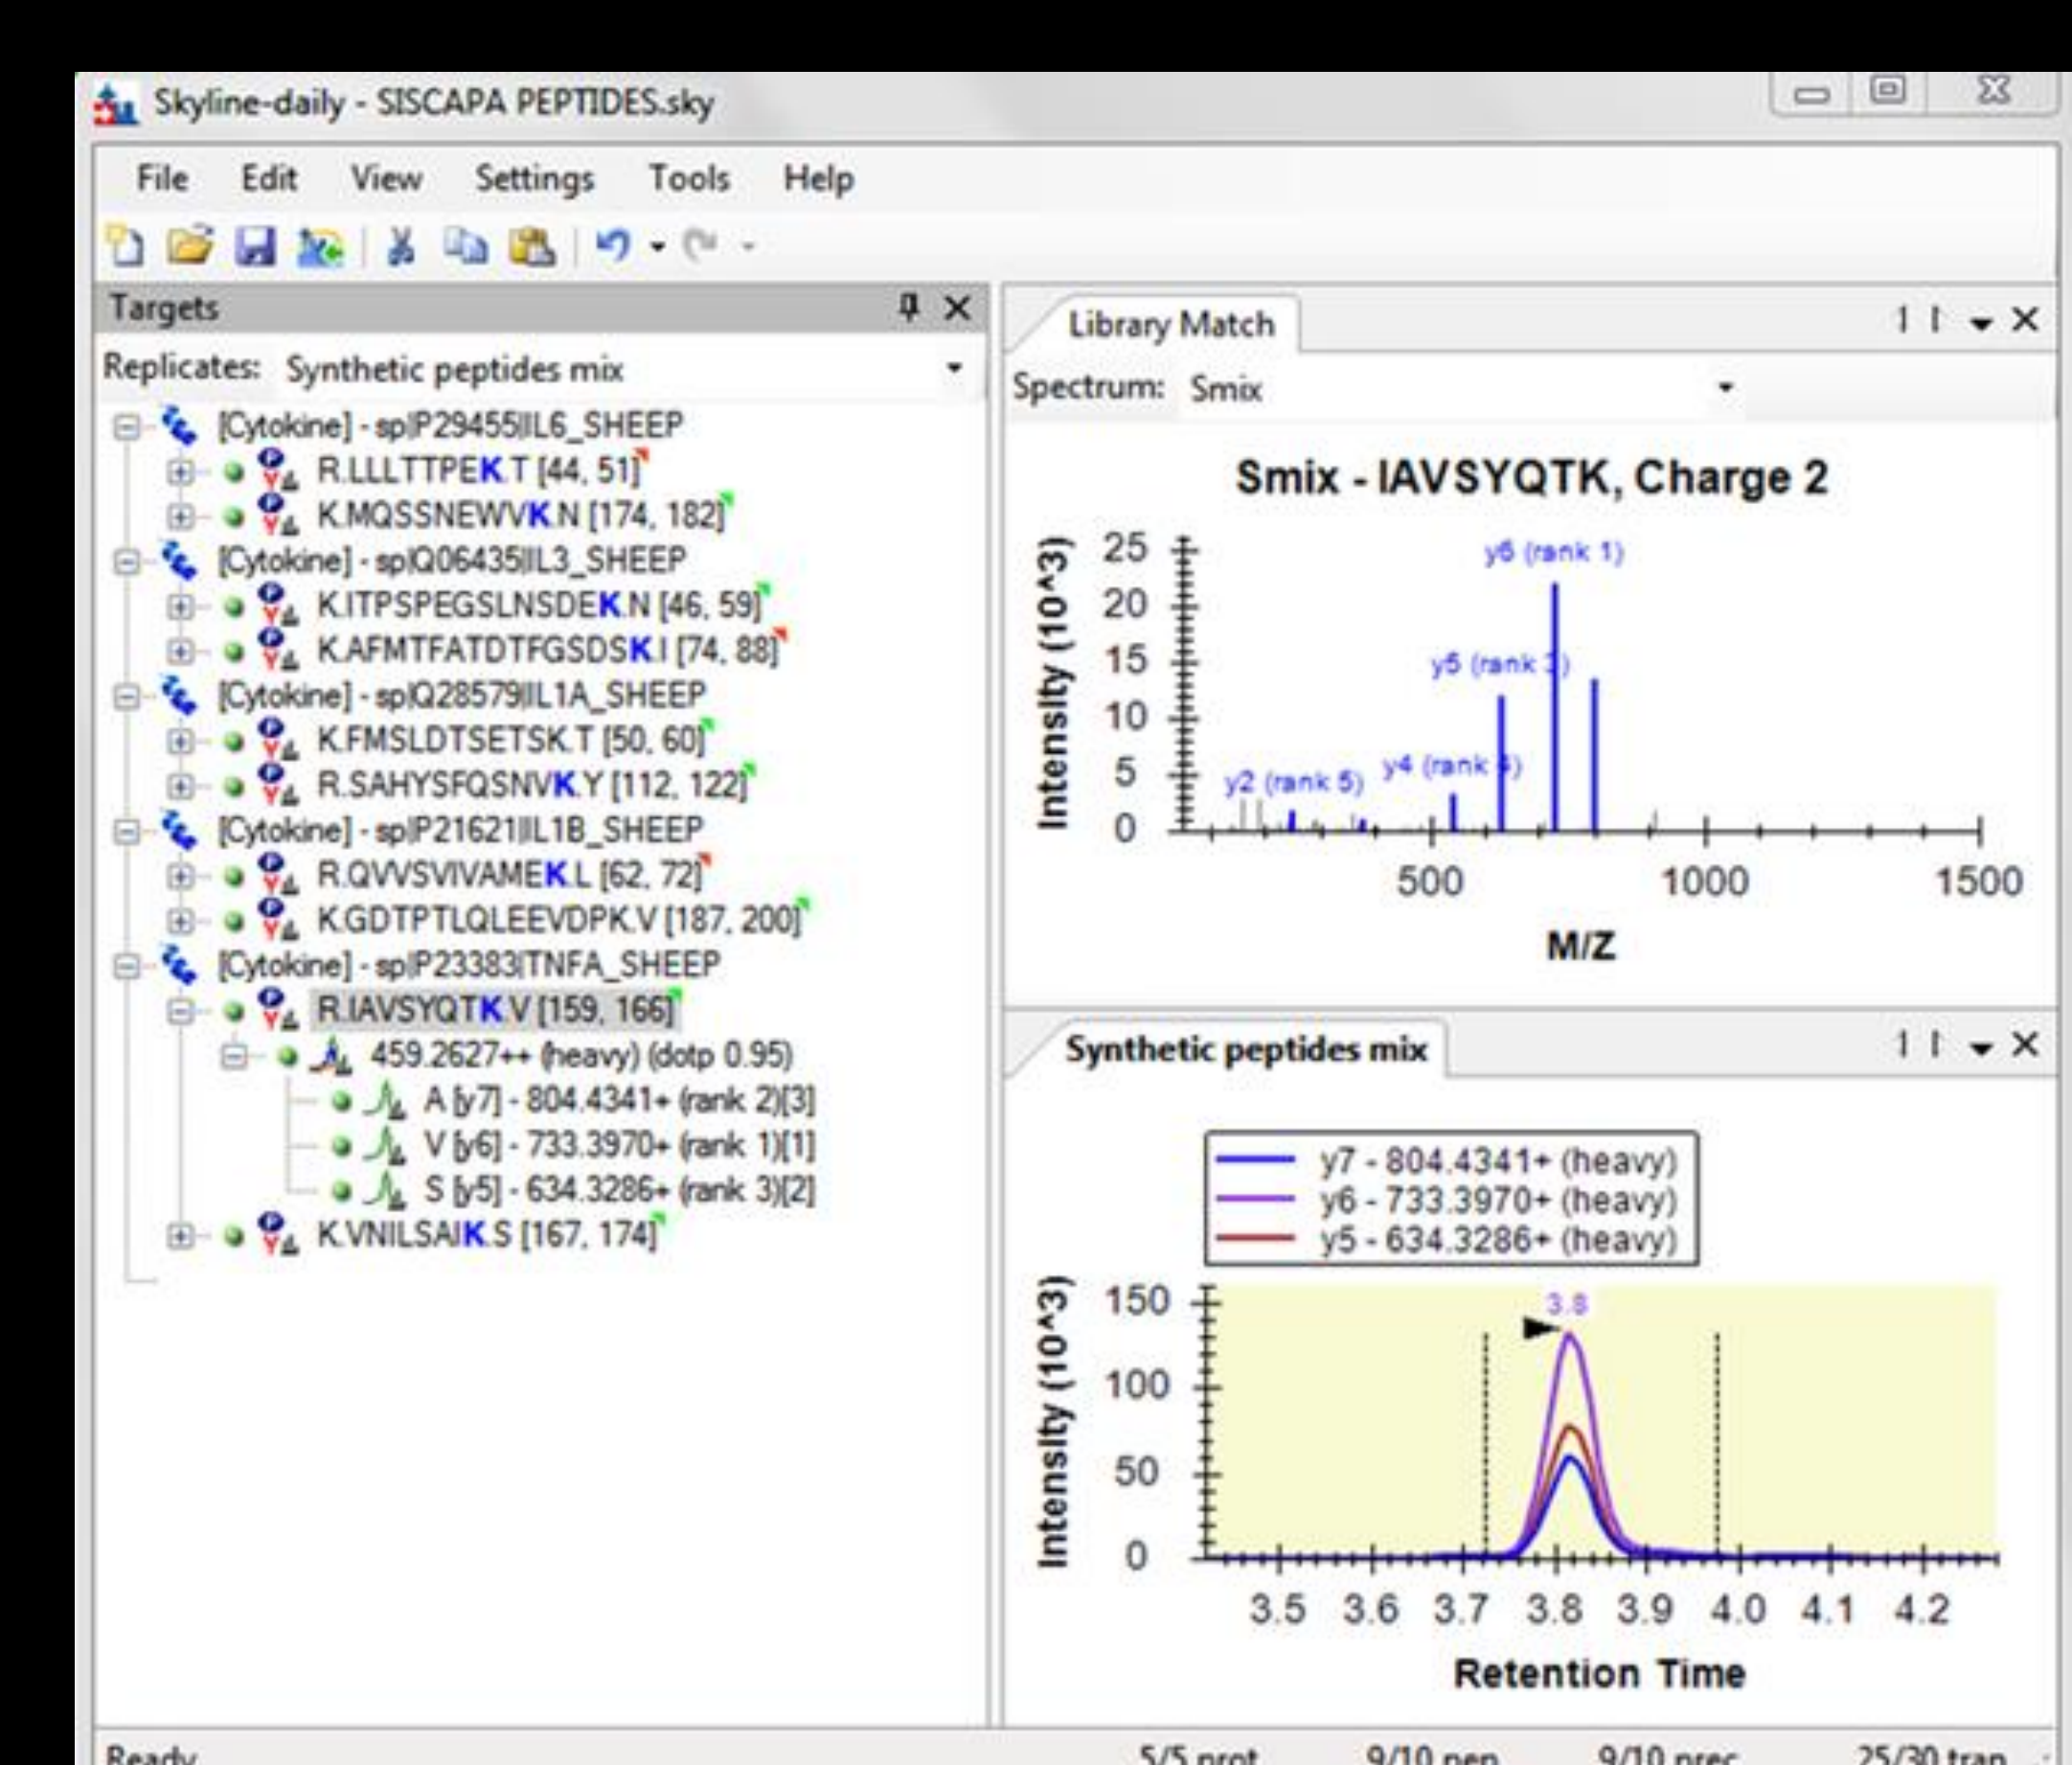 Skyline-daily - SISCAPA PEPTIDES.sky
File Edit View Settings Tools Help
Targets
Replicates: Synthetic peptides mix
[Cytokine] - sp|P29455|IL6_SHEEP
R.LLLTTPEK.T [44, 51]
K.MQSSNEWVK.N [174, 182]
[Cytokine] - sp|Q06435|IL3_SHEEP
K.ITPSPEGSLNSDEK.N [46, 59]
K.AFMTFATDTFGSDSK.I [74, 88]
[Cytokine] - sp|Q28579|IL1A_SHEEP
K.FMSLDTSETSK.T [50, 60]
R.SAHYSFQSNVK.Y [112, 122]
[Cytokine] - sp|P21621|IL1B_SHEEP
R.QVVSVIVAMEK.L [62, 72]
K.GDTPTLQLEEVDPK.V [187, 200]
[Cytokine] - sp|P23383|TNFA_SHEEP
R.IAVSYQTK.V [159, 166]
459.2627++ (heavy) (dotp 0.95)
A [y7] - 804.4341+ (rank 2)[3]
V [y6] - 733.3970+ (rank 1)[1]
S [y5] - 634.3286+ (rank 3)[2]
K.VNILSAIK.S [167, 174]
Library Match
Spectrum: Smix
Smix - IAVSYQTK, Charge 2
y6 (rank 1)
y5 (rank 3)
y4 (rank 4)
y2 (rank 5)
Intensity (10^3)
25
20
15
10
5
0
500 1000 1500
M/Z
Synthetic peptides mix
y7 - 804.4341+ (heavy)
y6 - 733.3970+ (heavy)
y5 - 634.3286+ (heavy)
3.8
Intensity (10^3)
150
100
50
0
3.5 3.6 3.7 3.8 3.9 4.0 4.1 4.2
Retention Time
Ready 5/5 prot 9/10 pep 9/10 prec 25/30 tran